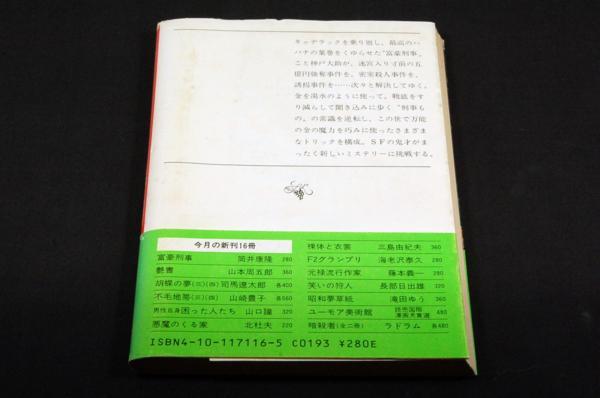 キャデラックを乗り廻し、最高のハ
バナの葉巻をくゆらせた〝富豪刑事〟
こと神戸大助が、迷宮入り寸前の五
億円強奪事件を、密室殺人事件を、
誘拐事件を……次々と解決してゆく。
金を湯水のように使って。靴底をす
り減らして聞き込みに歩く〝刑事も
の〟の常識を逆転し、この世で万能
の金の魔力を巧みに使ったさまざま
なトリックを構成。SFの鬼才がま
ったく新しいミステリーに挑戦する。
今月の新刊16冊
富豪刑事 筒井康隆 280
艶書 山本周五郎 360
胡蝶の夢(三)(四) 司馬遼太郎 各400
不毛地帯(三)(四) 山崎豊子 各560
男性自身 困った人たち 山口瞳 320
悪魔のくる家 北杜夫 220
裸体と衣裳 三島由紀夫 360
F2グランプリ 海老沢泰久 280
元禄流行作家 藤本義一 280
笑いの狩人 長部日出雄 320
昭和夢草紙 滝田ゆう 360
ユーモア美術館 読売国際漫画大賞選 480
暗殺者(全二冊) ラドラム 各480
ISBN4-10-117116-5 C0193 ¥280E